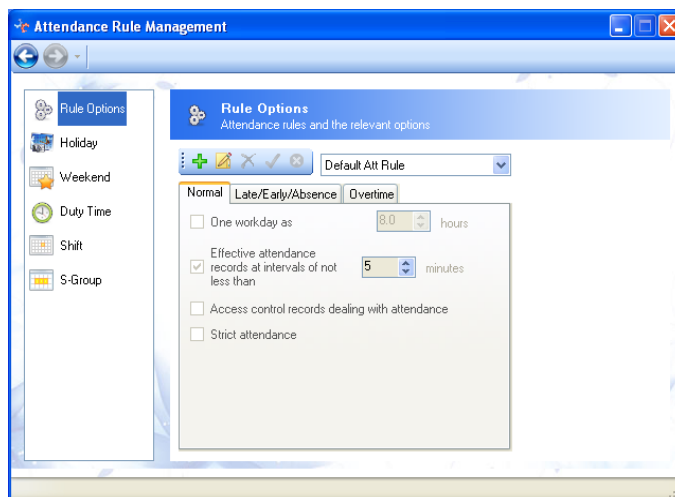 Attendance Rule Management
Rule Options
Holiday
Weekend
Duty Time
Shift
S-Group
Rule Options
Attendance rules and the relevant options
Default Att Rule
Normal Late/Early/Absence Overtime
One workday as 8.0 hours
Effective attendance
records at intervals of not 5 minutes
less than
Access control records dealing with attendance
Strict attendance